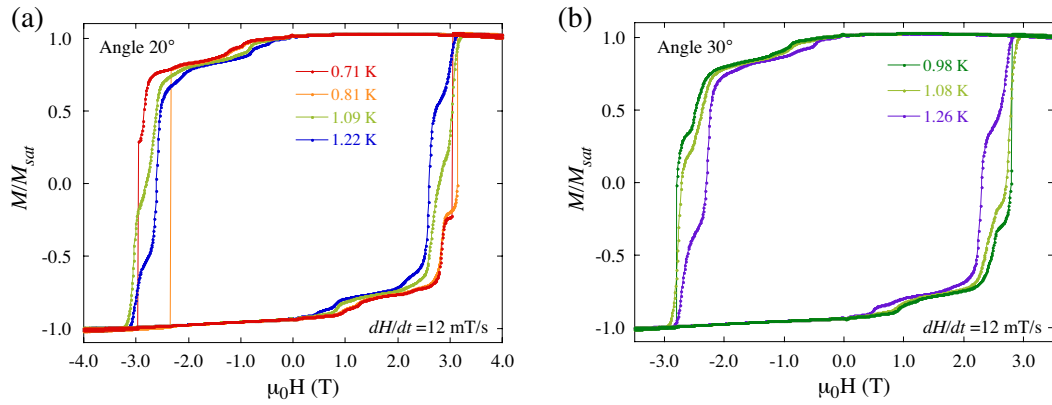 (a)
Angle 20°
0.71 K
0.81 K
1.09 K
1.22 K
dH/dt =12 mT/s
M/M_sat
1.0
0.5
0.0
-0.5
-1.0
-4.0 -3.0 -2.0 -1.0 0.0 1.0 2.0 3.0 4.0
μ₀H (T)
(b)
Angle 30°
0.98 K
1.08 K
1.26 K
dH/dt =12 mT/s
M/M_sat
1.0
0.5
0.0
-0.5
-1.0
-3.0 -2.0 -1.0 0.0 1.0 2.0 3.0
μ₀H (T)